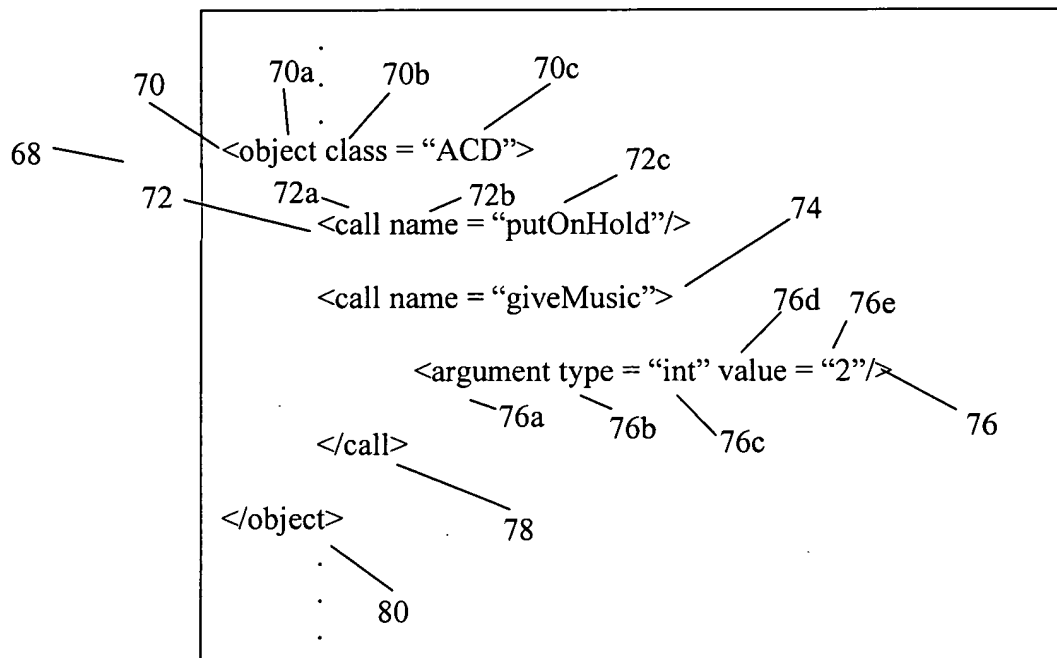 70a 70b 70c
70
<object class = “ACD”>
68
72a 72b 72c
72
<call name = “putOnHold”/>
74
<call name = “giveMusic”>
76d 76e
<argument type = “int” value = “2”/>
76a 76b 76c 76
</call>
78
</object>
80